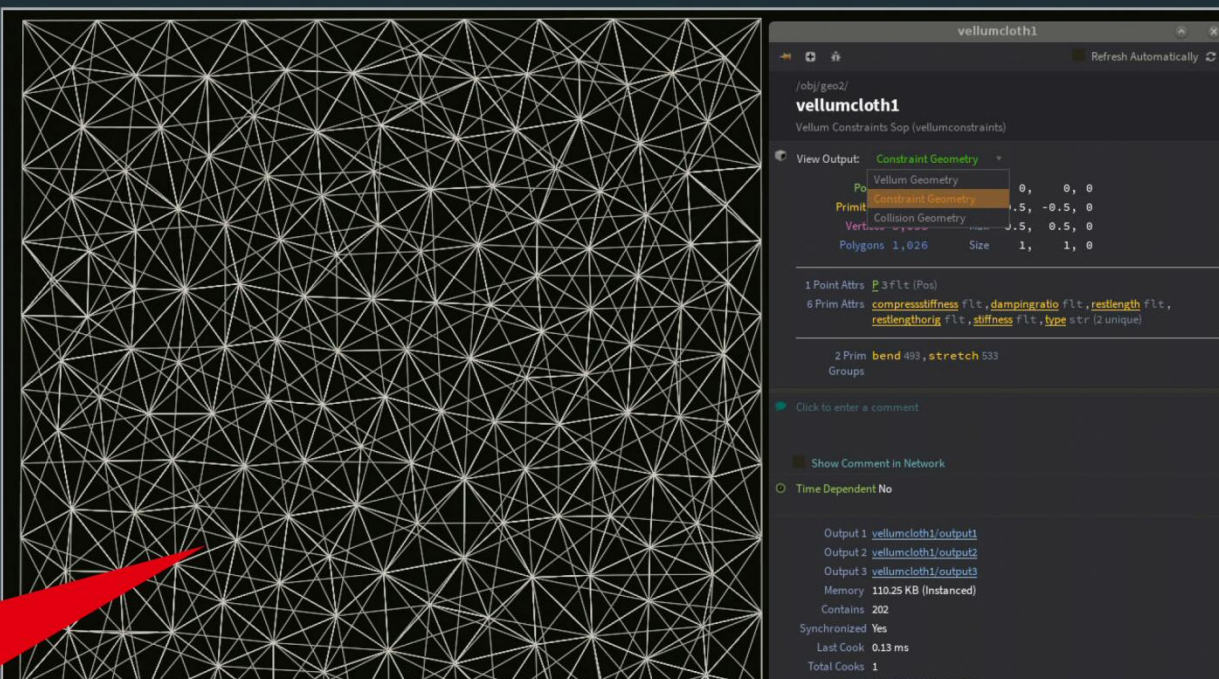 vellumcloth1
Refresh Automatically
/obj/geo2/
vellumcloth1
Vellum Constraints Sop (vellumconstraints)
View Output: Constraint Geometry
Vellum Geometry
Po 0, 0, 0
Constraint Geometry
Primit .5, -0.5, 0
Collision Geometry
Vert 0.5, 0.5, 0
Polygons 1,026 Size 1, 1, 0
1 Point Attrs P 3flt (Pos)
6 Prim Attrs compressstiffness flt, dampingratio flt, restlength flt,
restlengthorig flt, stiffness flt, type str (2 unique)
2 Prim bend 493, stretch 533
Groups
Click to enter a comment
Show Comment in Network
Time Dependent No
Output 1 vellumcloth1/output1
Output 2 vellumcloth1/output2
Output 3 vellumcloth1/output3
Memory 110.25 KB (Instanced)
Contains 202
Synchronized Yes
Last Cook 0.13 ms
Total Cooks 1